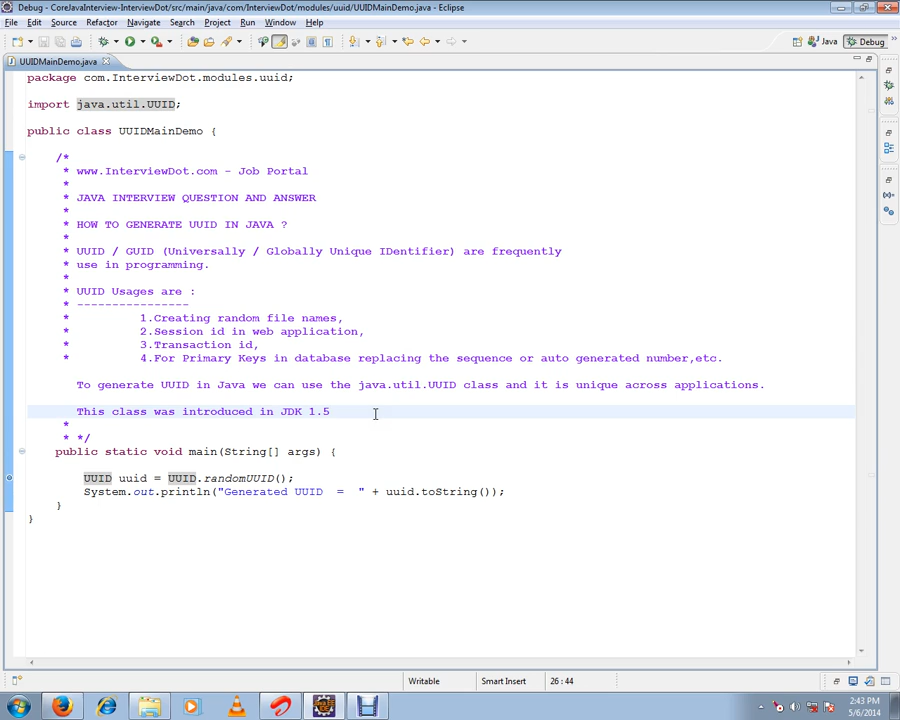 Debug - CoreJavaInterview-InterviewDot/src/main/java/com/InterviewDot/modules/uuid/UUIDMainDemo.java - Eclipse
File Edit Source Refactor Navigate Search Project Run Window Help
Java Debug
UUIDMainDemo.java
package com.InterviewDot.modules.uuid;
import java.util.UUID;
public class UUIDMainDemo {
/*
* www.InterviewDot.com - Job Portal
*
* JAVA INTERVIEW QUESTION AND ANSWER
*
* HOW TO GENERATE UUID IN JAVA ?
*
* UUID / GUID (Universally / Globally Unique IDentifier) are frequently
* use in programming.
*
* UUID Usages are :
* ----------------
* 1.Creating random file names,
* 2.Session id in web application,
* 3.Transaction id,
* 4.For Primary Keys in database replacing the sequence or auto generated number,etc.
To generate UUID in Java we can use the java.util.UUID class and it is unique across applications.
This class was introduced in JDK 1.5
*
* */
public static void main(String[] args) {
UUID uuid = UUID.randomUUID();
System.out.println("Generated UUID  =  " + uuid.toString());
}
}
Writable Smart Insert 26 : 44
2:43 PM
5/6/2014